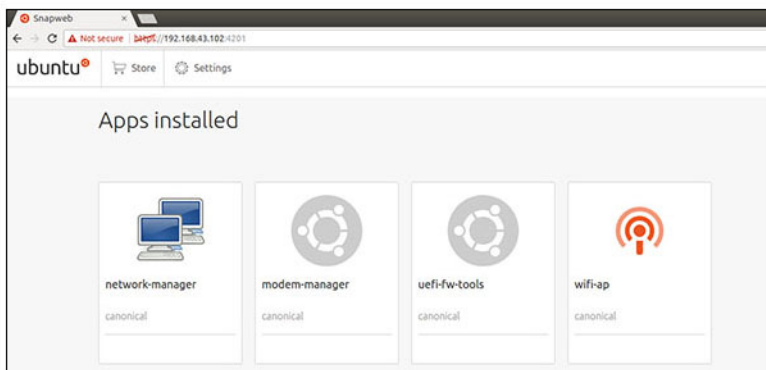 Snapweb ×
Not secure https://192.168.43.102:4201
ubuntu Store Settings
Apps installed
network-manager modem-manager uefi-fw-tools wifi-ap
canonical canonical canonical canonical